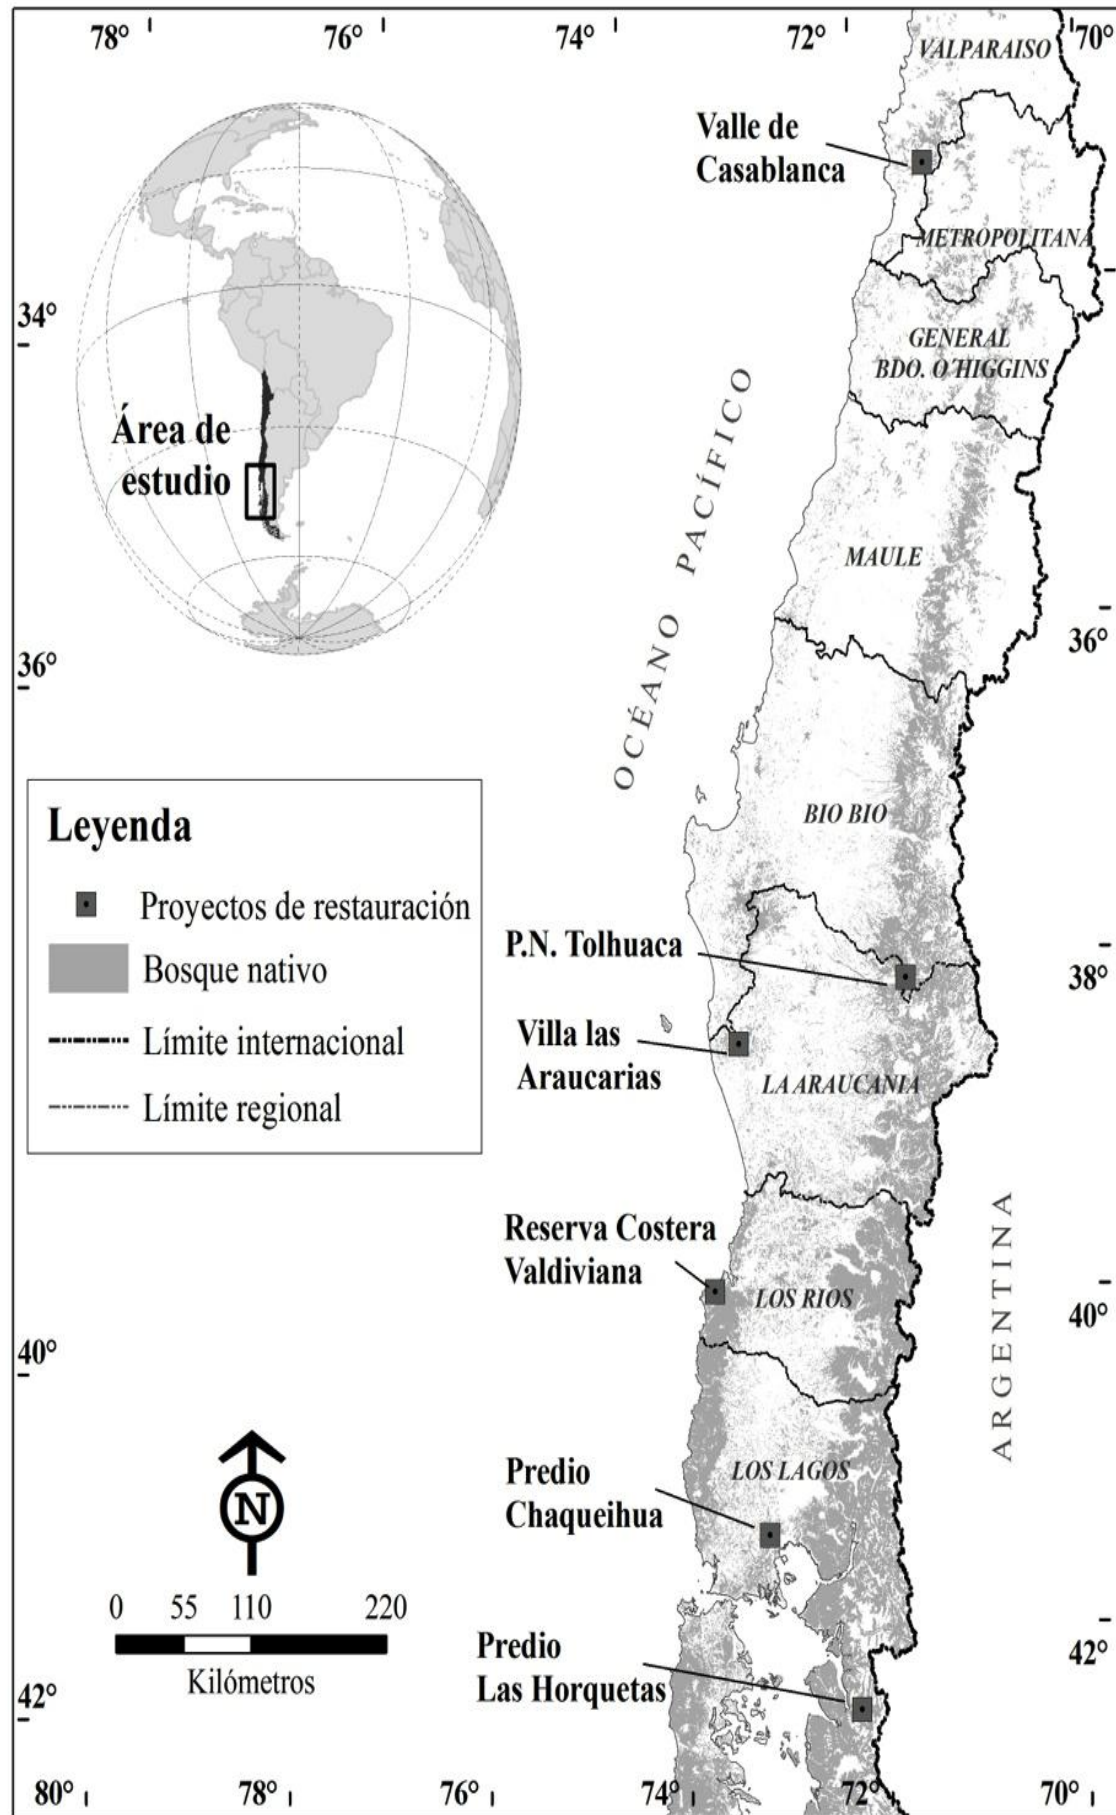 78°
76°
74°
72°
70°
VALPARAISO
Valle de
Casablanca
METROPOLITANA
34°
GENERAL
BDO. O´HIGGINS
Área de
estudio
OCÉANO PACÍFICO
MAULE
36°
36°
BIO BIO
Leyenda
Proyectos de restauración
Bosque nativo
Límite internacional
Límite regional
P.N. Tolhuaca
38°
Villa las
Araucarias
LA ARAUCANIA
Reserva Costera
Valdiviana
LOS RIOS
ARGENTINA
40°
40°
N
Predio
Chaqueihua
LOS LAGOS
0 55 110 220
Kilómetros
Predio
Las Horquetas
42°
42°
80°
78°
76°
74°
72°
70°